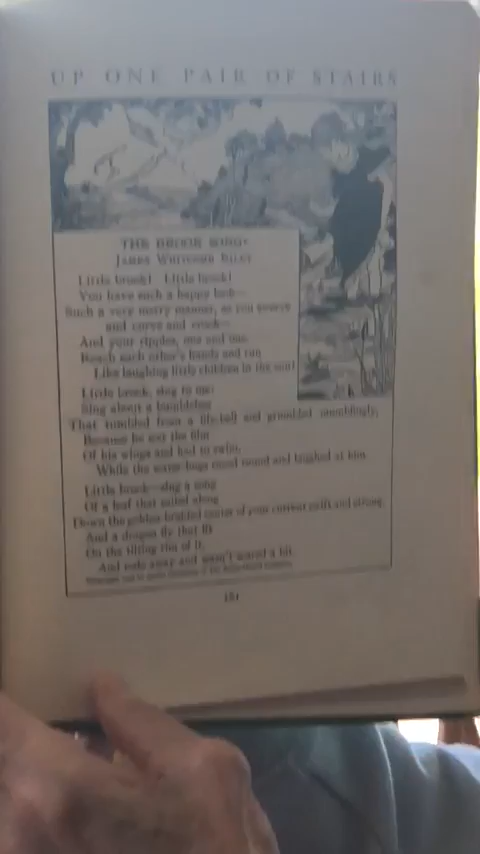 UP ONE PAIR OF STAIRS
THE BROOK SONG*
JAMES WHITCOMB RILEY
Little brook! Little brook!
You have such a happy look—
Such a very merry manner, as you swerve
and curve and crook—
And your ripples, one and one,
Reach each other's hands and run
Like laughing little children in the sun!
Little brook, sing to me:
Sing about a bumblebee
That tumbled from a lily-bell and grumbled mumblingly,
Because he wet the film
Of his wings and had to swim,
While the water-bugs raced round and laughed at him.
Little brook—sing a song
Of a leaf that sailed along
Down the golden-braided center of your current swift and strong,
And a dragon fly that lit
On the tilting rim of it,
And rode away and wasn't scared a bit.